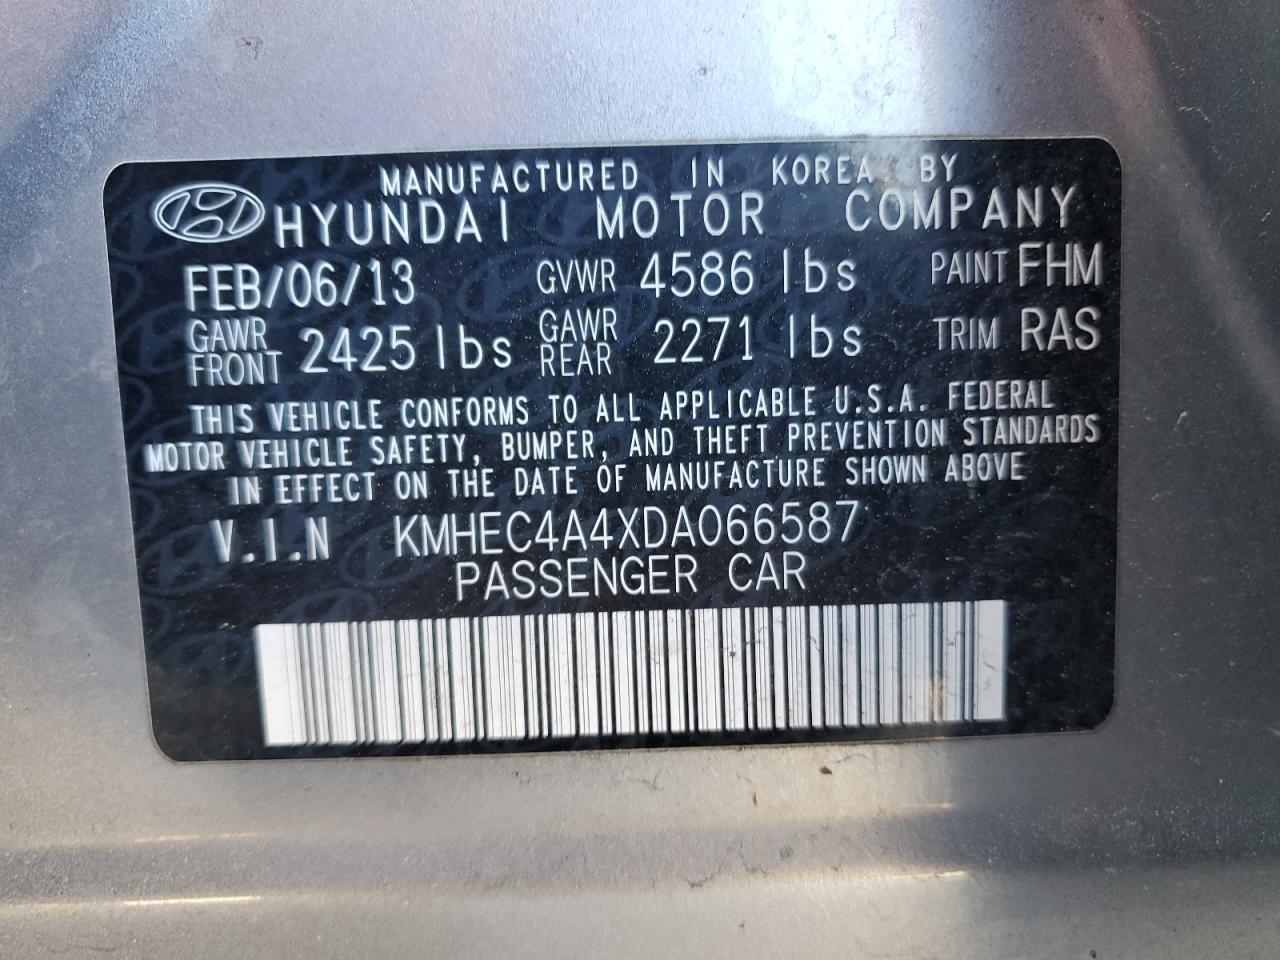 MANUFACTURED IN KOREA BY
HYUNDAI MOTOR COMPANY
FEB/06/13 GVWR 4586 lbs PAINT FHM
GAWR FRONT 2425 lbs GAWR REAR 2271 lbs TRIM RAS
THIS VEHICLE CONFORMS TO ALL APPLICABLE U.S.A. FEDERAL
MOTOR VEHICLE SAFETY, BUMPER, AND THEFT PREVENTION STANDARDS
IN EFFECT ON THE DATE OF MANUFACTURE SHOWN ABOVE
V.I.N KMHEC4A4XDA066587
PASSENGER CAR